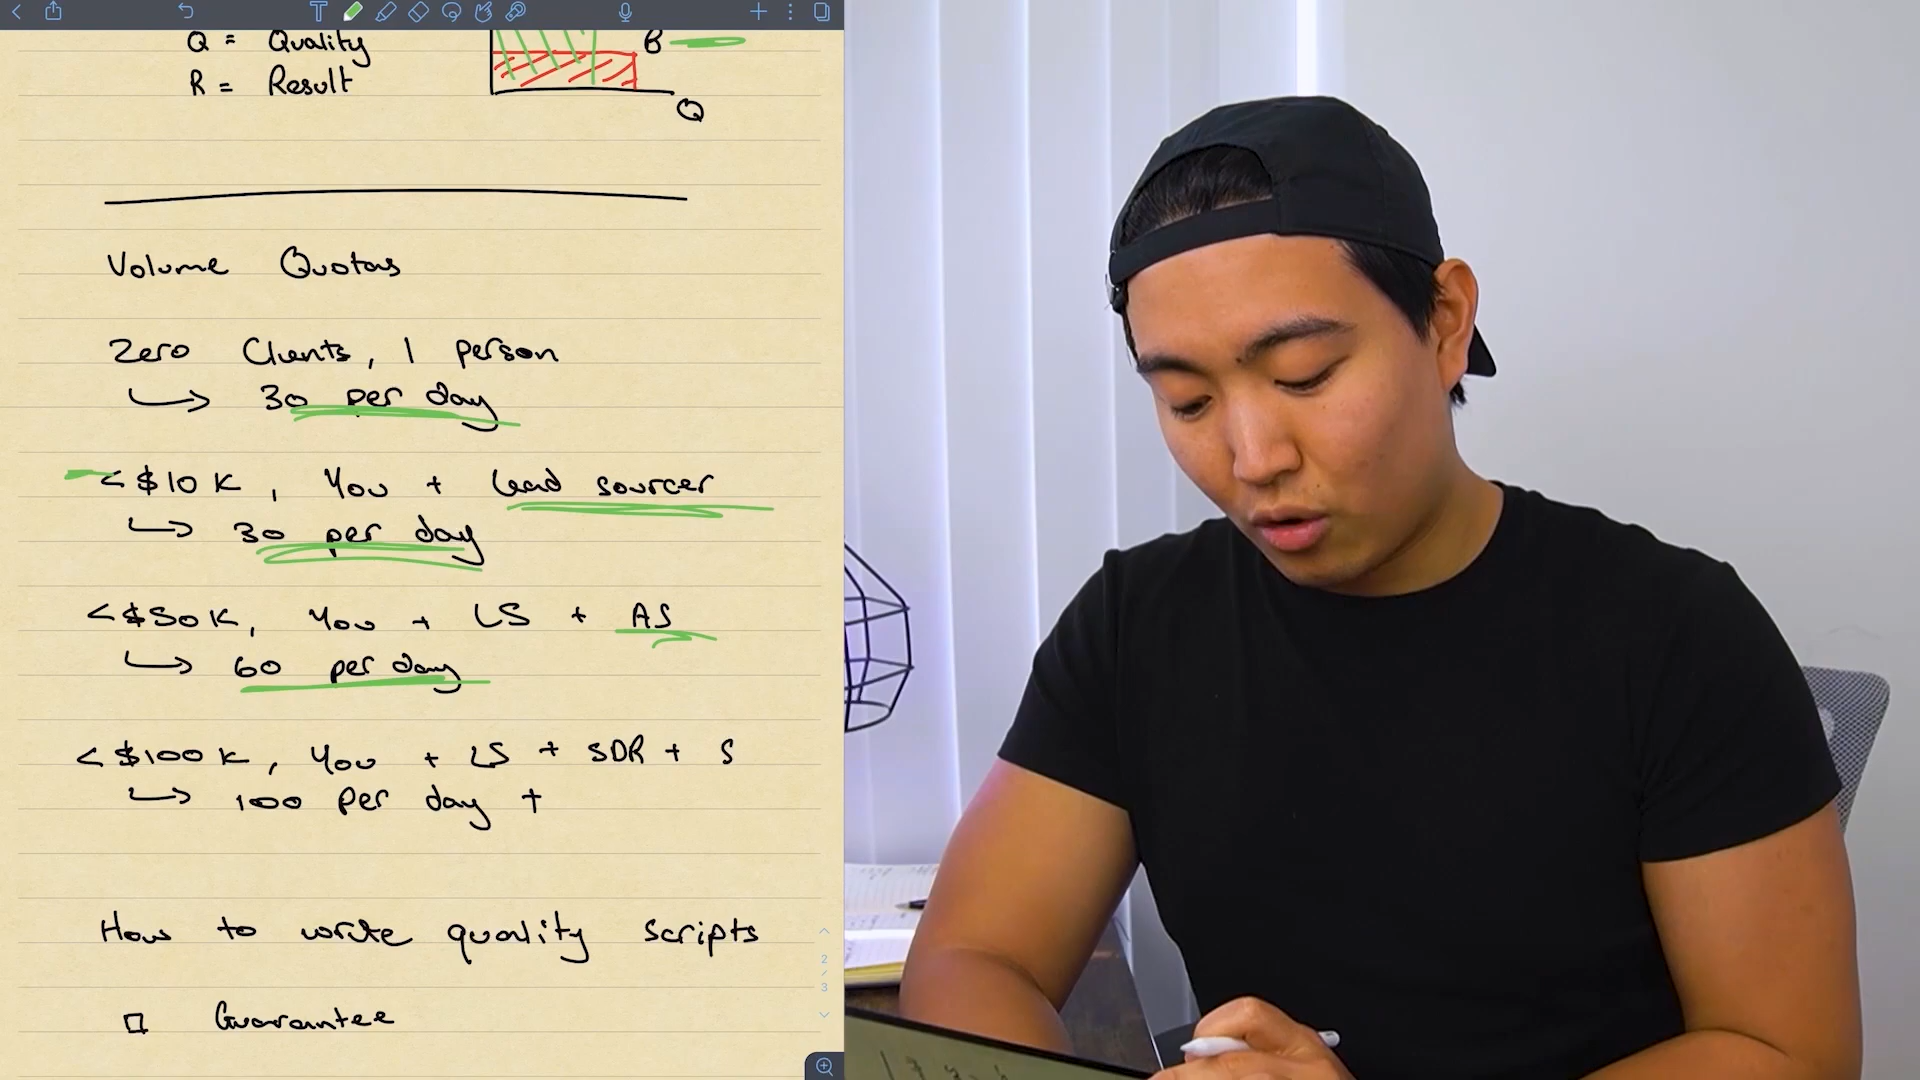 Q = Quality
R = Result
B
Q
Volume Quotas
Zero Clients, 1 person
30 per day
<$10K, You + Lead sourcer
30 per day
<$50K, You + LS + AS
60 per day
<$100K, You + LS + SDR + S
100 per day +
How to write quality scripts
Guarantee
2
/
3